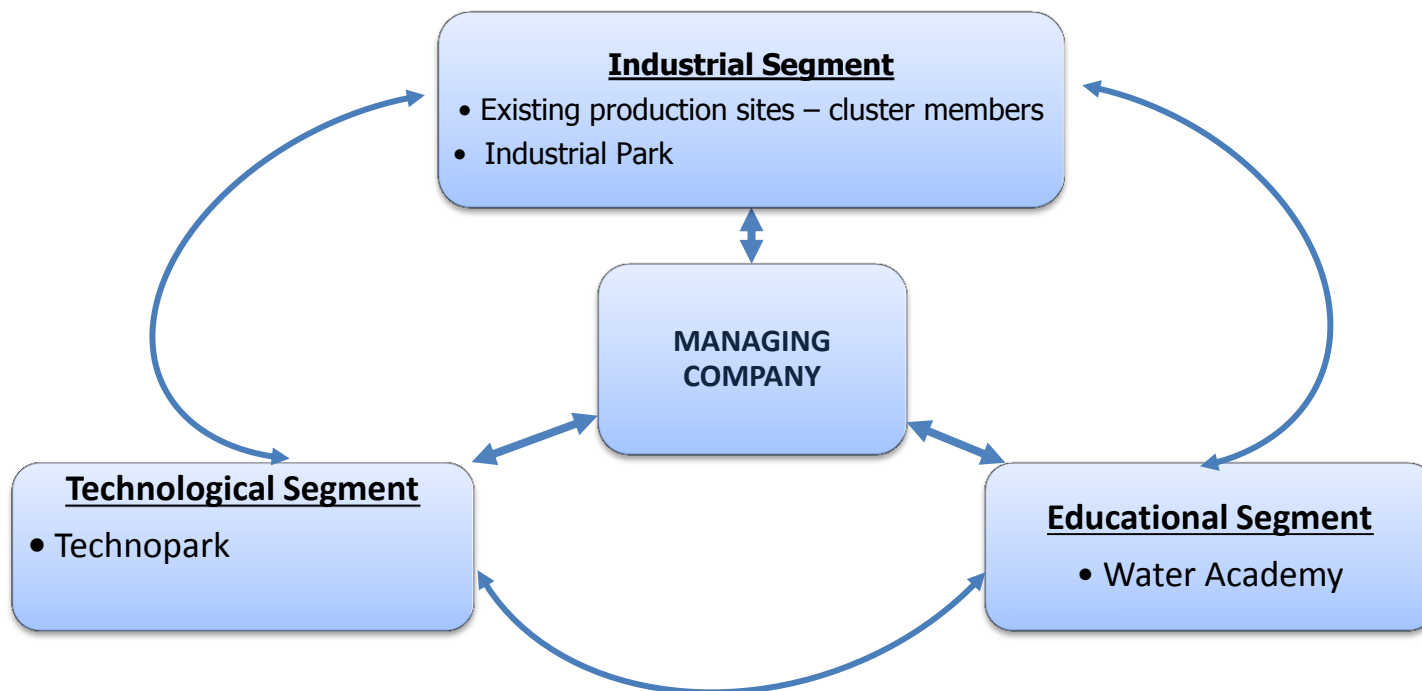 Industrial Segment
• Existing production sites – cluster members
• Industrial Park
MANAGING
COMPANY
Technological Segment
• Technopark
Educational Segment
• Water Academy